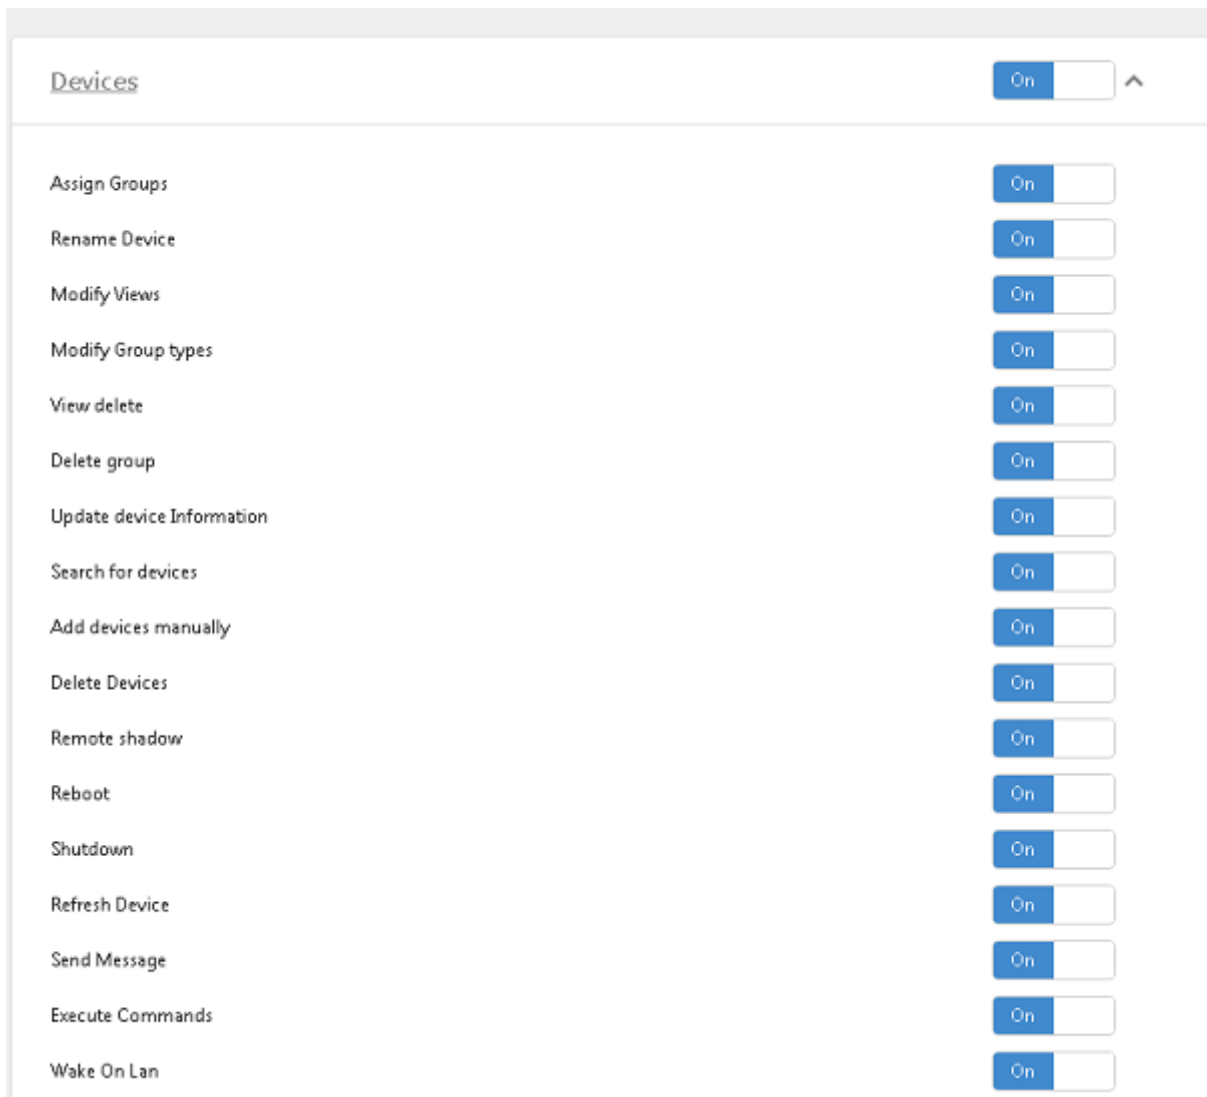 Devices On
Assign Groups On
Rename Device On
Modify Views On
Modify Group types On
View delete On
Delete group On
Update device Information On
Search for devices On
Add devices manually On
Delete Devices On
Remote shadow On
Reboot On
Shutdown On
Refresh Device On
Send Message On
Execute Commands On
Wake On Lan On